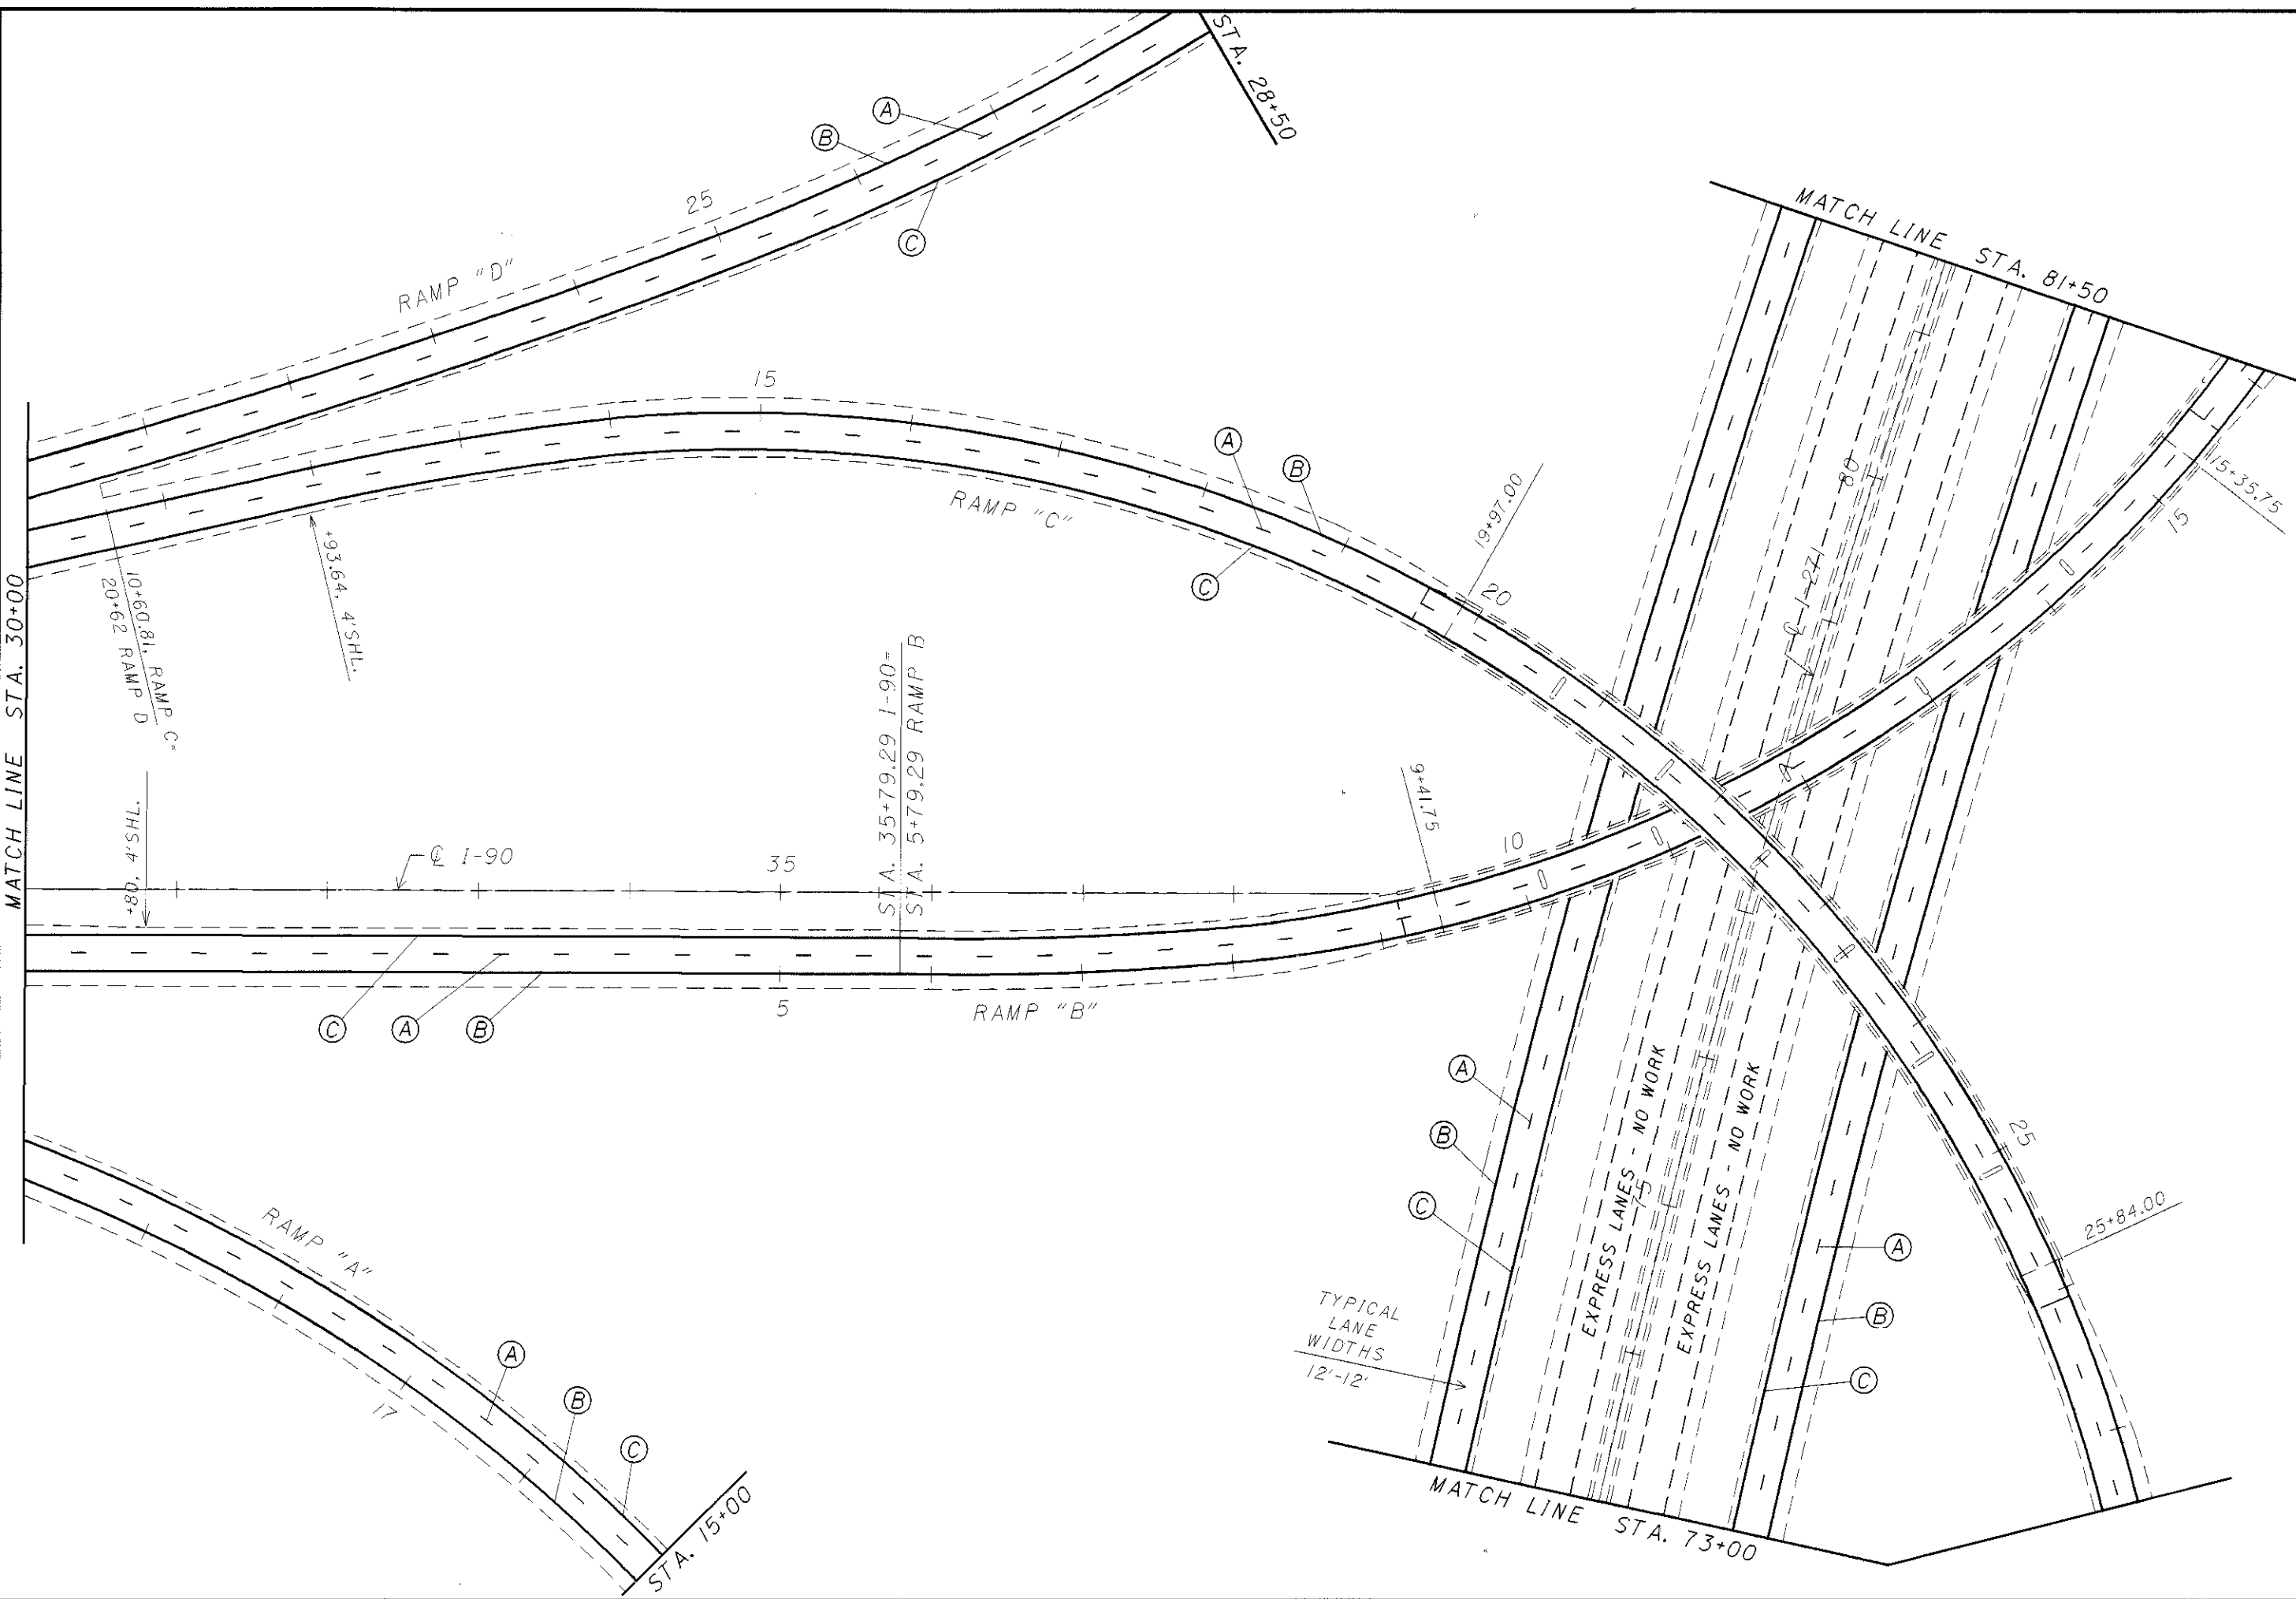 STA. 28+50
A
B
25
C
RAMP "D"
MATCH LINE STA. 81+50
15
A
B
RAMP "C"
C
19+97.00
20
80
℄ I-271
15+35.75
15
MATCH LINE STA. 30+00
10+60.81, RAMP C=
20+62 RAMP D
+93.64, 4'SHL.
+80, 4'SHL.
℄ I-90
35
STA. 35+79.29 I-90=
STA. 5+79.29 RAMP B
9+41.75
10
C
A
B
5
RAMP "B"
A
B
C
EXPRESS LANES - NO WORK
75
EXPRESS LANES - NO WORK
25
25+84.00
A
B
C
RAMP "A"
17
A
B
C
STA. 15+00
TYPICAL
LANE
WIDTHS
12'-12'
MATCH LINE STA. 73+00